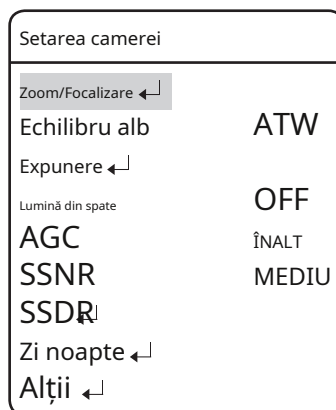 Setarea camerei
Zoom/Focalizare ↵
Echilibru alb ATW
Expunere ↵
Lumină din spate OFF
AGC ÎNALT
SSNR MEDIU
SSDR ↵
Zi noapte ↵
Alții ↵